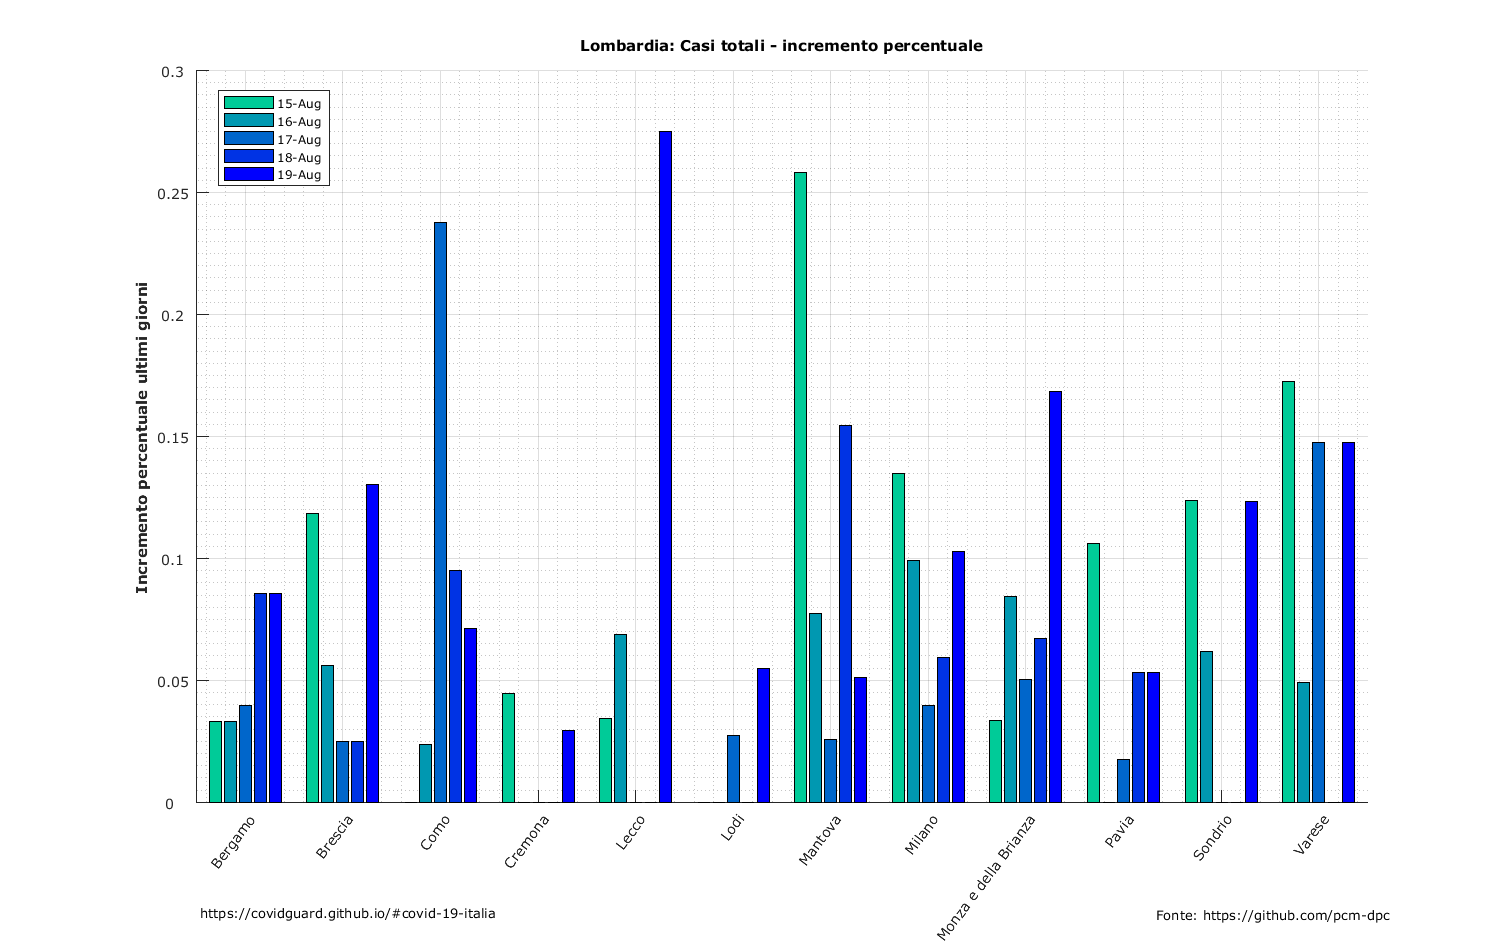 Lombardia: Casi totali - incremento percentuale
0.3
0.25
0.2
0.15
0.1
0.05
0
Incremento percentuale ultimi giorni
15-Aug
16-Aug
17-Aug
18-Aug
19-Aug
Bergamo
Brescia
Como
Cremona
Lecco
Lodi
Mantova
Milano
Monza e della Brianza
Pavia
Sondrio
Varese
https://covidguard.github.io/#covid-19-italia
Fonte: https://github.com/pcm-dpc